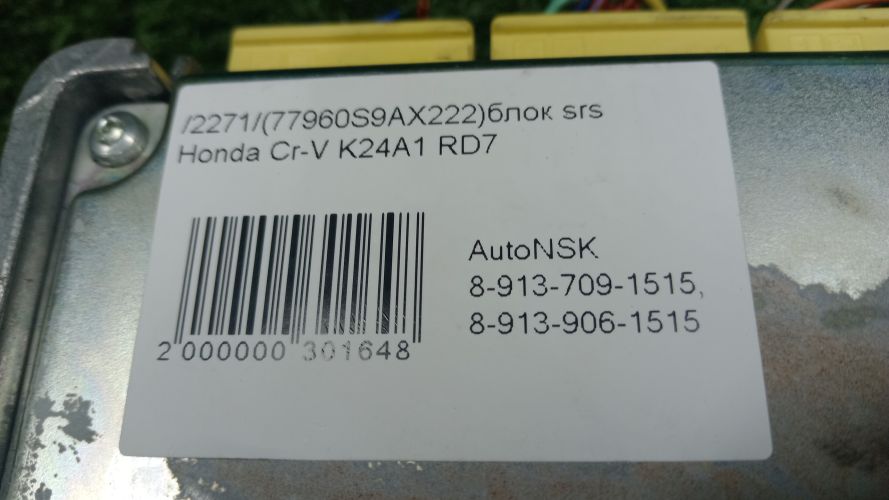 /2271/(77960S9AX222)блок srs
Honda Cr-V K24A1 RD7
AutoNSK
8-913-709-1515,
8-913-906-1515
2 000000 301648